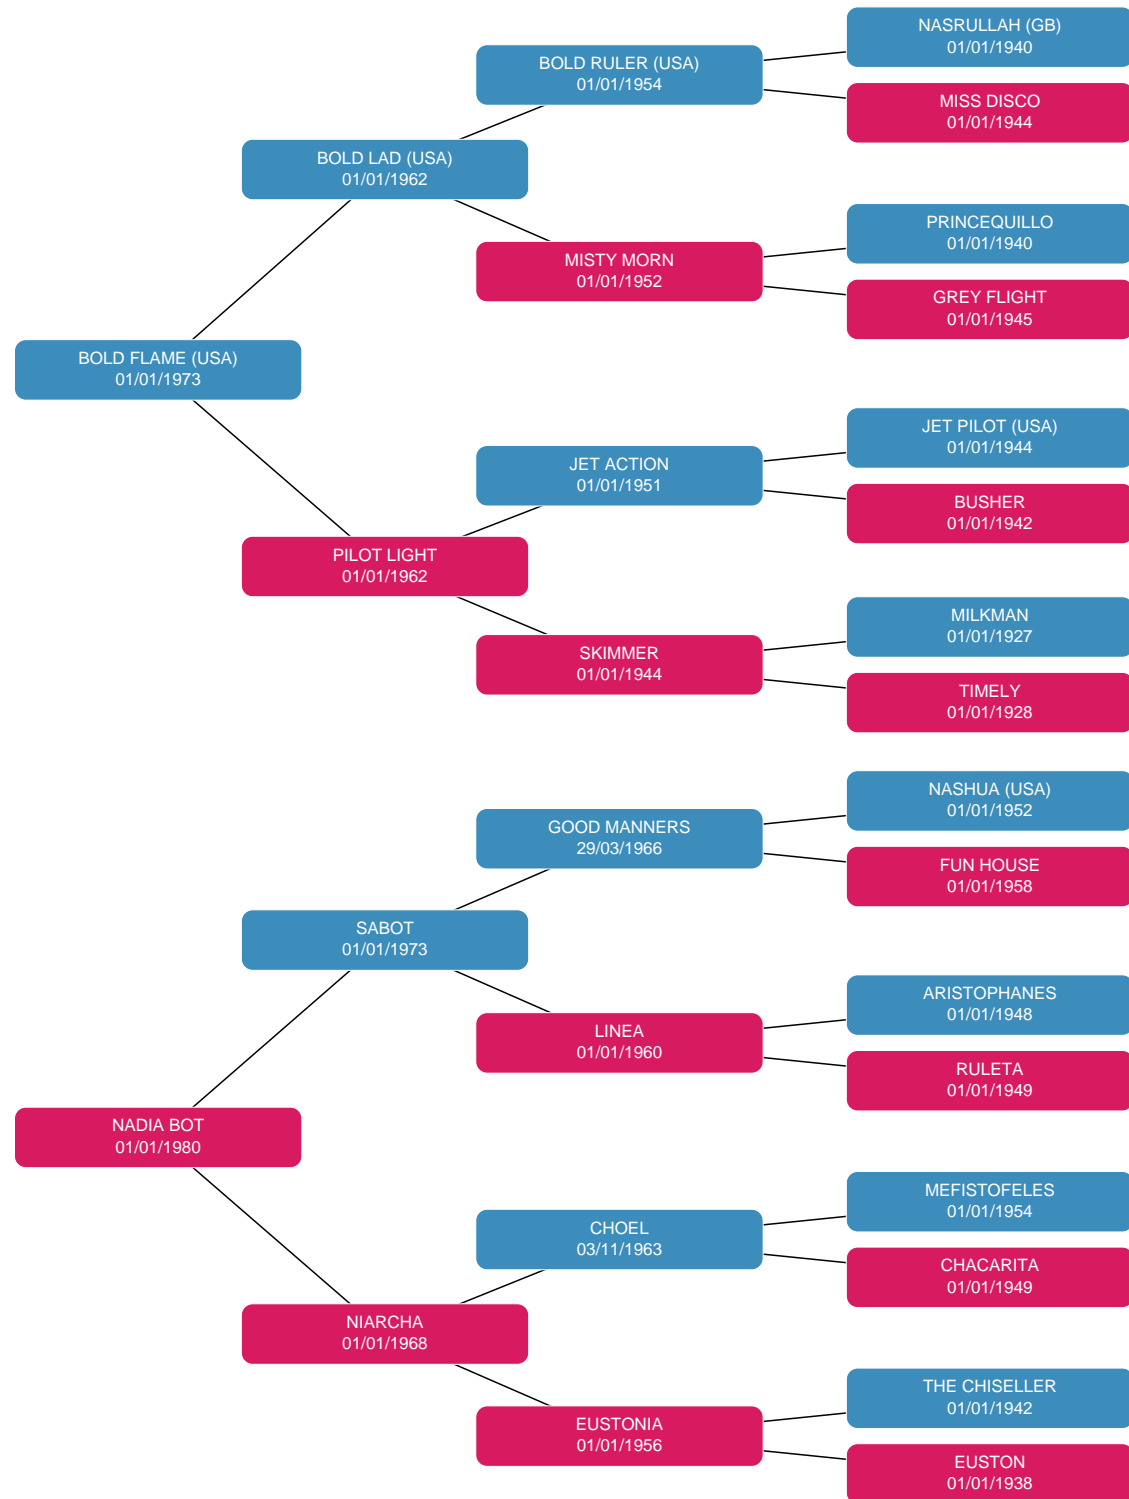 NASRULLAH (GB)
01/01/1940
BOLD RULER (USA)
01/01/1954
MISS DISCO
01/01/1944
BOLD LAD (USA)
01/01/1962
PRINCEQUILLO
01/01/1940
MISTY MORN
01/01/1952
GREY FLIGHT
01/01/1945
BOLD FLAME (USA)
01/01/1973
JET PILOT (USA)
01/01/1944
JET ACTION
01/01/1951
BUSHER
01/01/1942
PILOT LIGHT
01/01/1962
MILKMAN
01/01/1927
SKIMMER
01/01/1944
TIMELY
01/01/1928
NASHUA (USA)
01/01/1952
GOOD MANNERS
29/03/1966
FUN HOUSE
01/01/1958
SABOT
01/01/1973
ARISTOPHANES
01/01/1948
LINEA
01/01/1960
RULETA
01/01/1949
NADIA BOT
01/01/1980
MEFISTOFELES
01/01/1954
CHOEL
03/11/1963
CHACARITA
01/01/1949
NIARCHA
01/01/1968
THE CHISELLER
01/01/1942
EUSTONIA
01/01/1956
EUSTON
01/01/1938